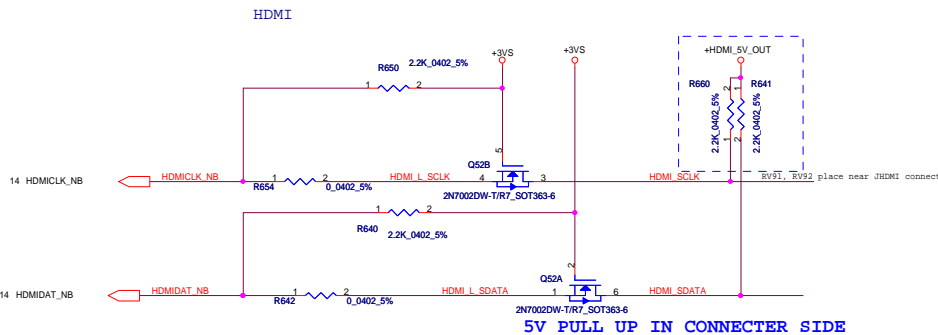 HDMI
+3VS
+3VS
+HDMI_5V_OUT
R650
2.2K_0402_5%
1
2
R660
R641
2
1
2.2K_0402_5%
2.2K_0402_5%
1
2
5
Q52B
14 HDMICLK_NB
HDMICLK_NB
R654
1
2
0_0402_5%
HDMI_L_SCLK
4
3
HDMI_SCLK
RV91, RV92 place near JHDMI connect
2N7002DW-T/R7_SOT363-6
1
2
R640
2.2K_0402_5%
2
Q52A
14 HDMIDAT_NB
HDMIDAT_NB
R642
1
2
0_0402_5%
HDMI_L_SDATA
1
6
HDMI_SDATA
2N7002DW-T/R7_SOT363-6
5V PULL UP IN CONNECTER SIDE